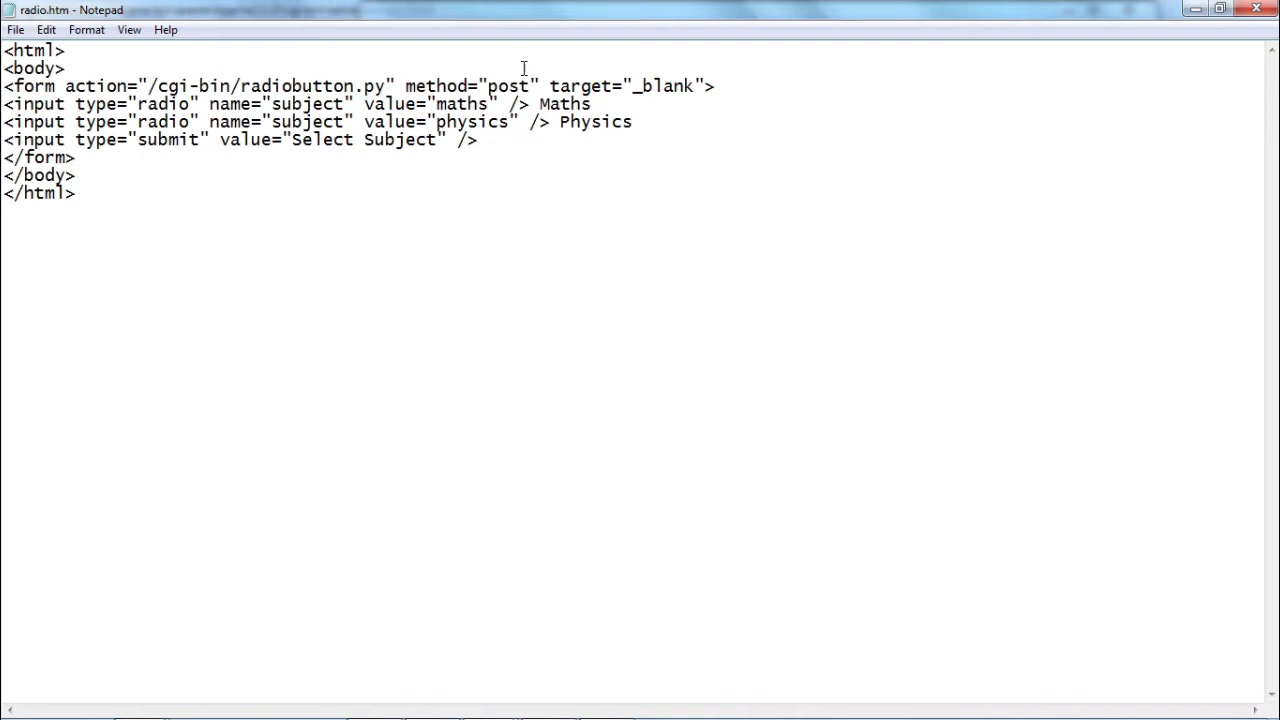 radio.htm - Notepad
File Edit Format View Help
<html>
<body>
<form action="/cgi-bin/radiobutton.py" method="post" target="_blank">
<input type="radio" name="subject" value="maths" /> Maths
<input type="radio" name="subject" value="physics" /> Physics
<input type="submit" value="Select Subject" />
</form>
</body>
</html>